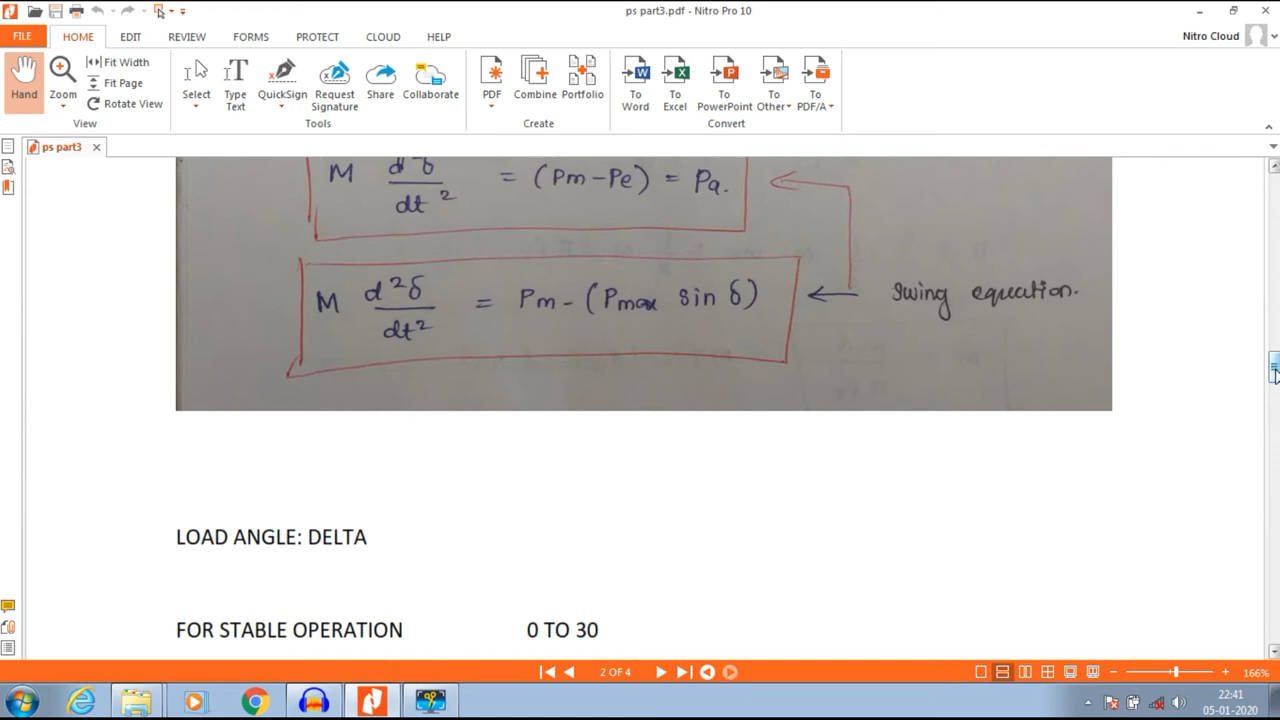 ps part3.pdf - Nitro Pro 10
FILE HOME EDIT REVIEW FORMS PROTECT CLOUD HELP Nitro Cloud
Hand Zoom Fit Width Fit Page Rotate View
View
Select Type Text QuickSign Request Signature Share Collaborate
Tools
PDF Combine Portfolio
Create
To Word To Excel To PowerPoint To Other To PDF/A
Convert
ps part3
M d²δ/dt² = (Pm-Pe) = Pa.
M d²δ/dt² = Pm-(Pmax sin δ) ← swing equation.
LOAD ANGLE: DELTA
FOR STABLE OPERATION 0 TO 30
2 OF 4
166%
22:41
05-01-2020